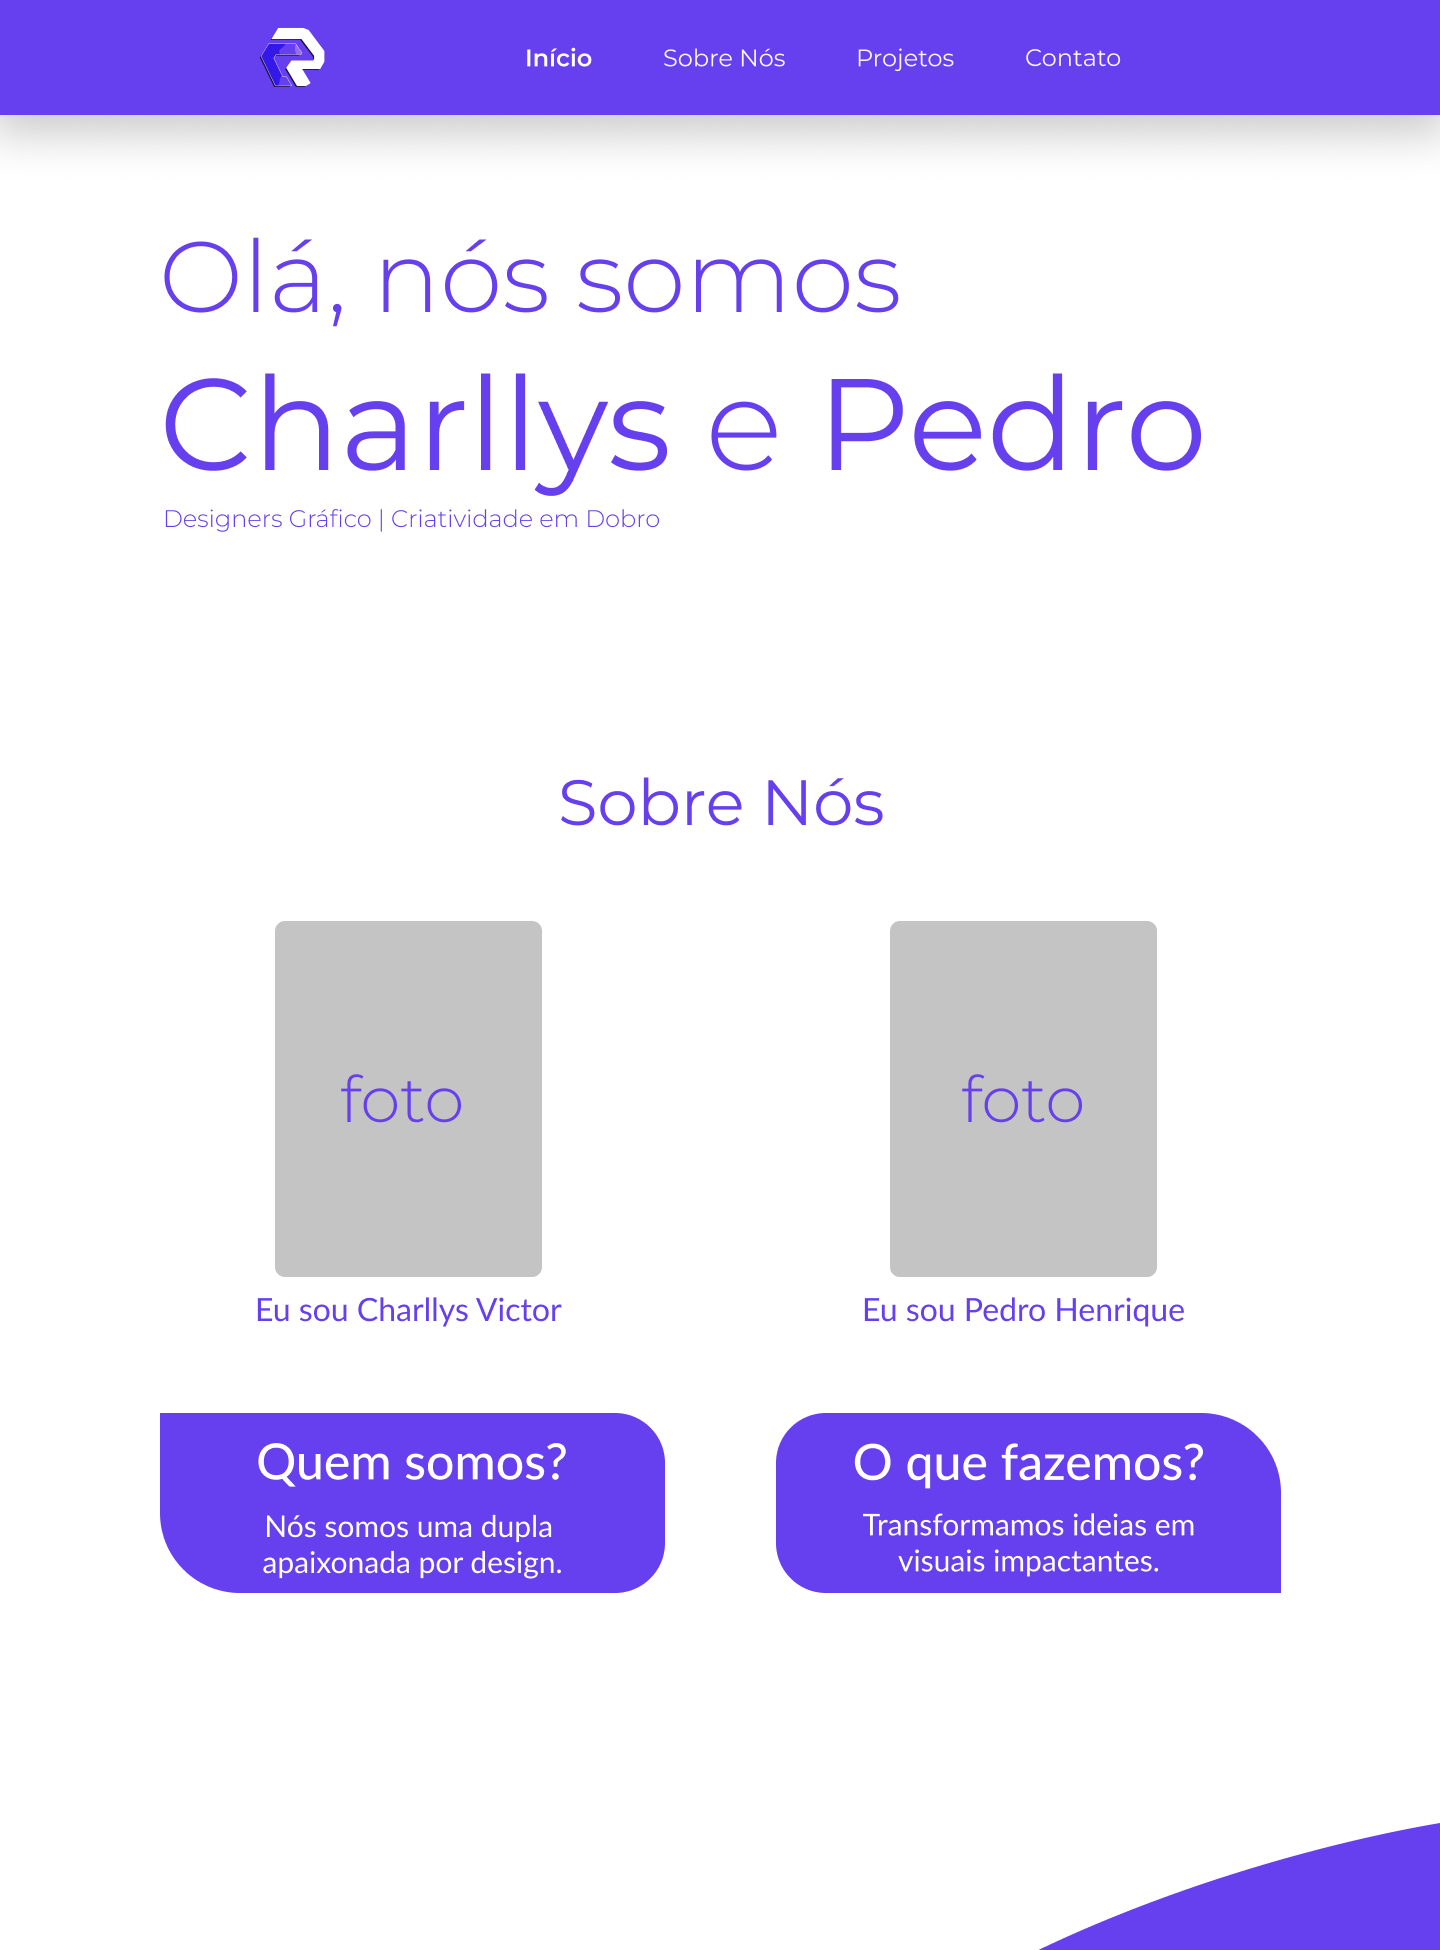 Início Sobre Nós Projetos Contato
Olá, nós somos
Charllys e Pedro
Designers Gráfico | Criatividade em Dobro
Sobre Nós
foto
foto
Eu sou Charllys Victor
Eu sou Pedro Henrique
Quem somos?
Nós somos uma dupla
apaixonada por design.
O que fazemos?
Transformamos ideias em
visuais impactantes.